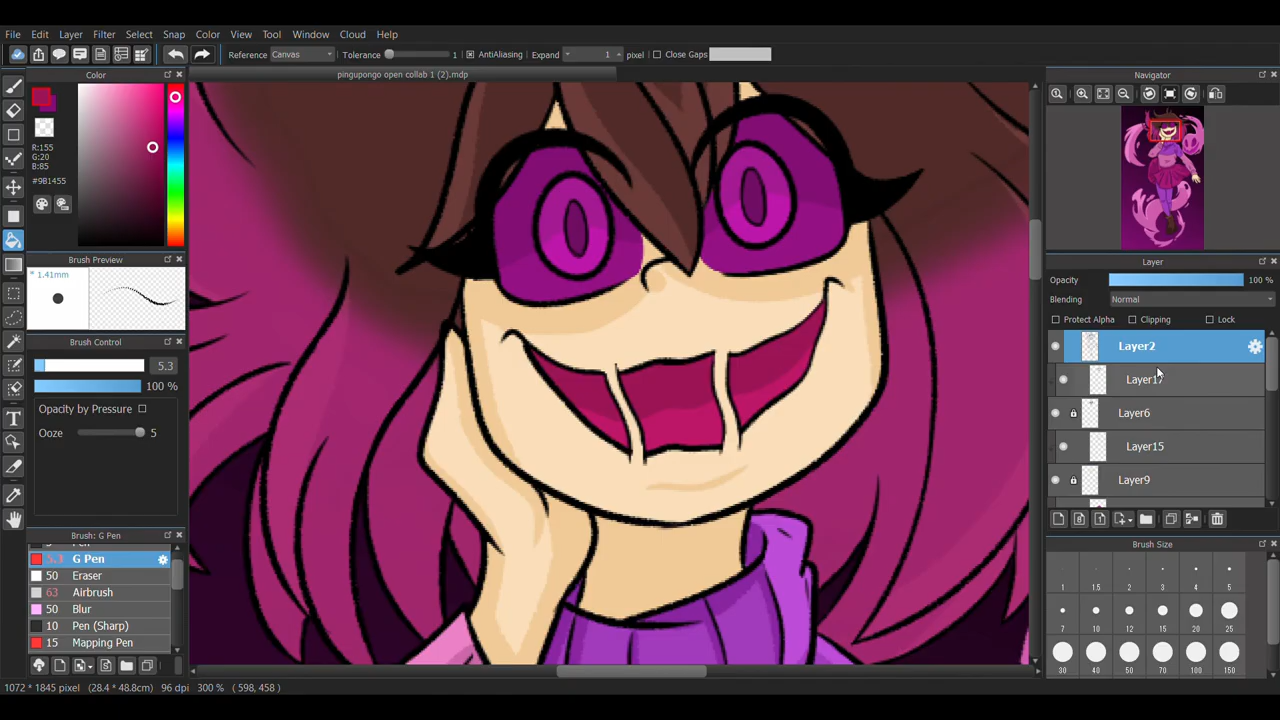 File Edit View Layer Filter Select Snap Color Tool Window Cloud Help
Reference Canvas Tolerance 1 AntiAliasing Expand 1 pixel Close Gaps
Color
pingupongo open collab 1 (2).mdp
Navigator
R:155
G:20
B:85
#9B1455
Brush Preview
* 1.41mm
Layer
Opacity 100 %
Blending Normal
Protect Alpha Clipping Lock
Brush Control
5.3
100 %
Opacity by Pressure
Ooze 5
Layer2
Layer17
Layer6
Layer15
Layer9
Brush: G Pen
5.3 G Pen
50 Eraser
63 Airbrush
50 Blur
10 Pen (Sharp)
15 Mapping Pen
Brush Size
1 1.5 2 3 4 5
7 10 12 15 20 25
30 40 50 70 100 150
1072 * 1845 pixel (28.4 * 48.8cm) 96 dpi 300 % ( 598, 458 )